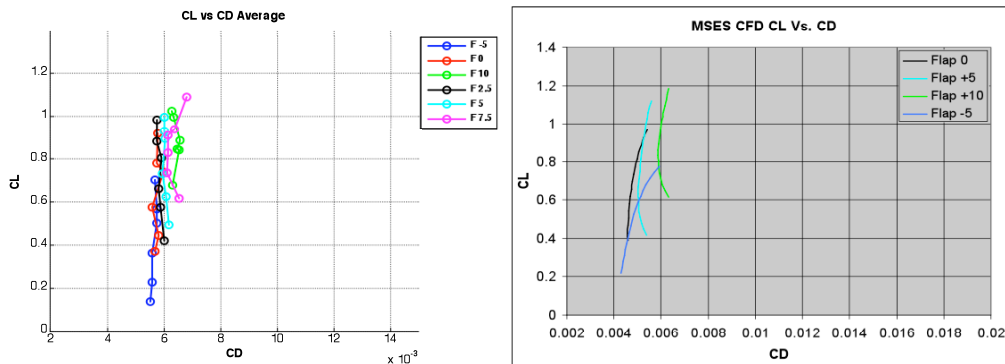 CL vs CD Average
F -5
F 0
F 10
F 2.5
F 5
F 7.5
1.2
1
0.8
0.6
0.4
0.2
0
CL
2 4 6 8 10 12 14
CD
x 10⁻³
MSES CFD CL Vs. CD
1.4
1.2
1
0.8
0.6
0.4
0.2
0
CL
Flap 0
Flap +5
Flap +10
Flap -5
0.002 0.004 0.006 0.008 0.01 0.012 0.014 0.016 0.018 0.02
CD